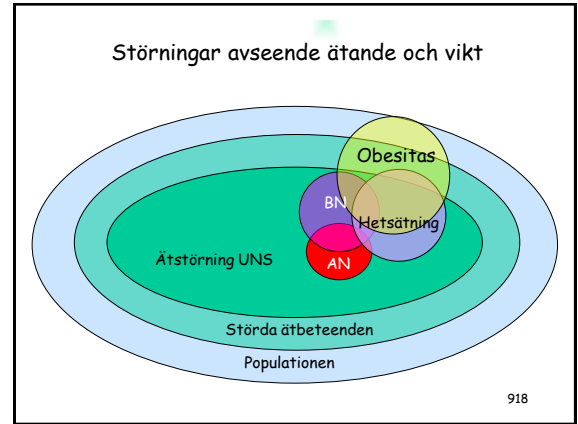 Störningar avseende ätande och vikt
Obesitas
BN
Hetsätning
Ätstörning UNS
AN
Störda ätbeteenden
Populationen
918